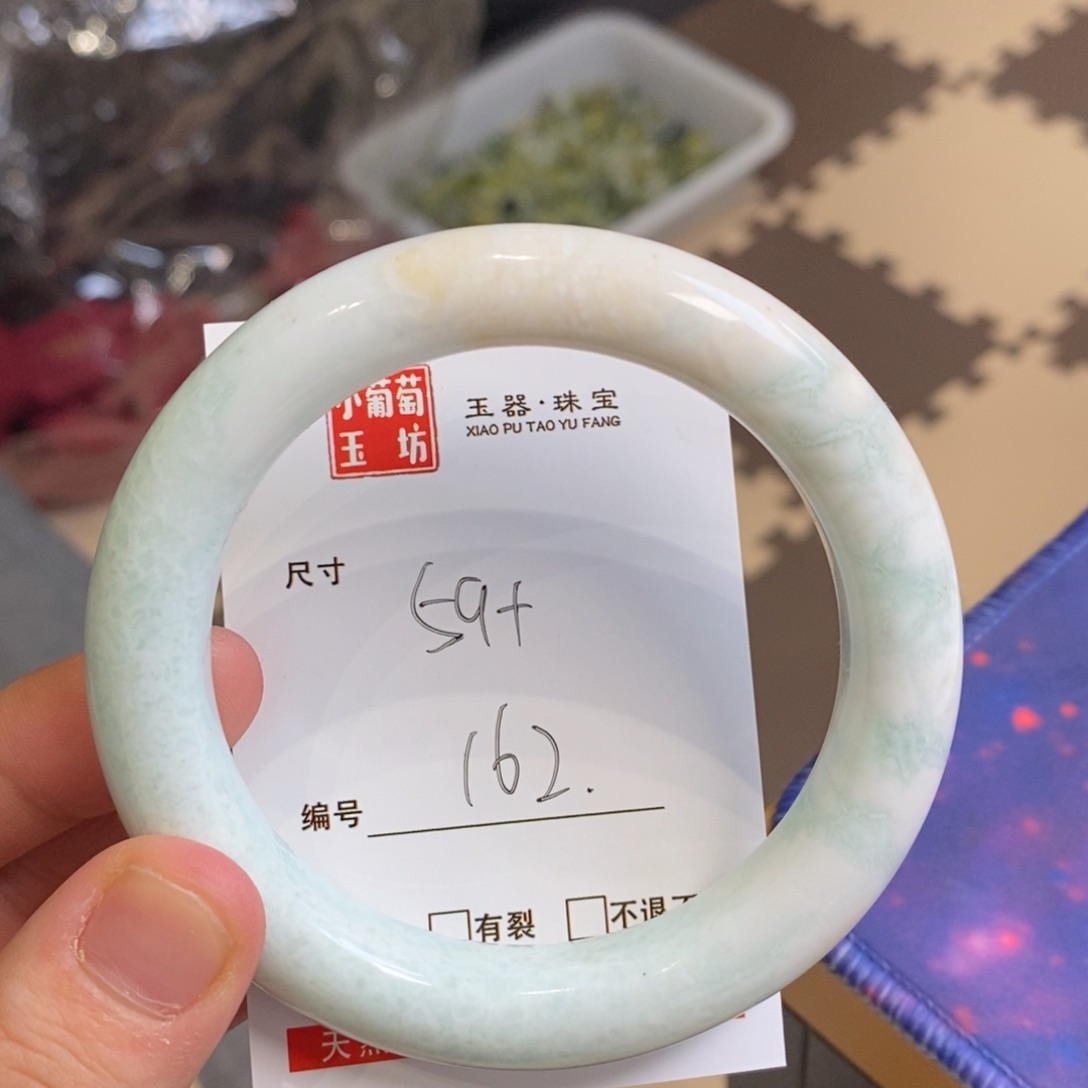 小葡萄
玉坊
玉器·珠宝
XIAO PU TAO YU FANG
尺寸 59+
编号 162.
□有裂 □不退
天